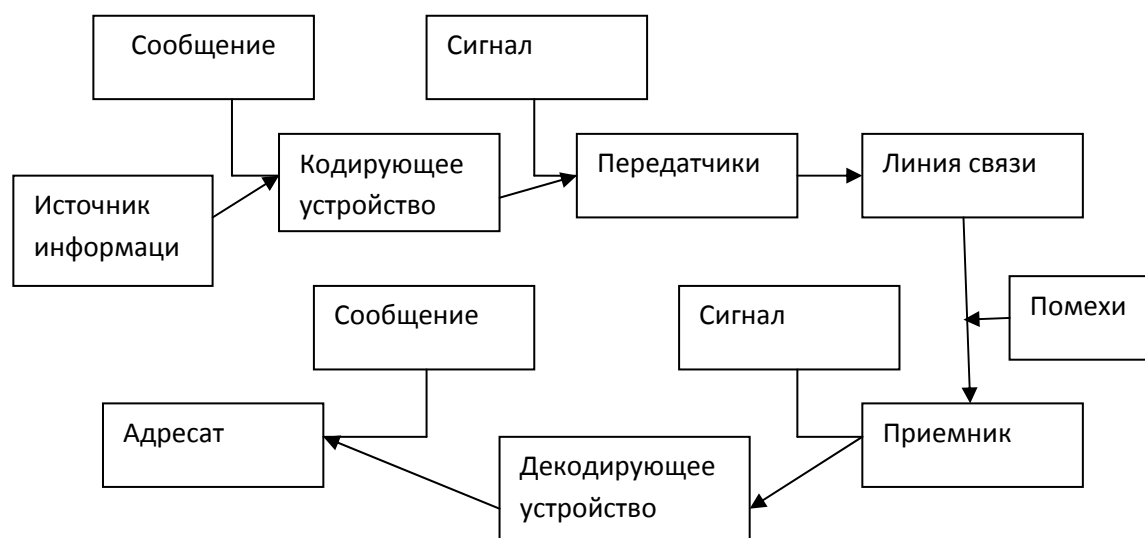 Сообщение
Сигнал
Кодирующее
устройство
Передатчики
Линия связи
Источник
информаци
Сообщение
Сигнал
Помехи
Адресат
Приемник
Декодирующее
устройство